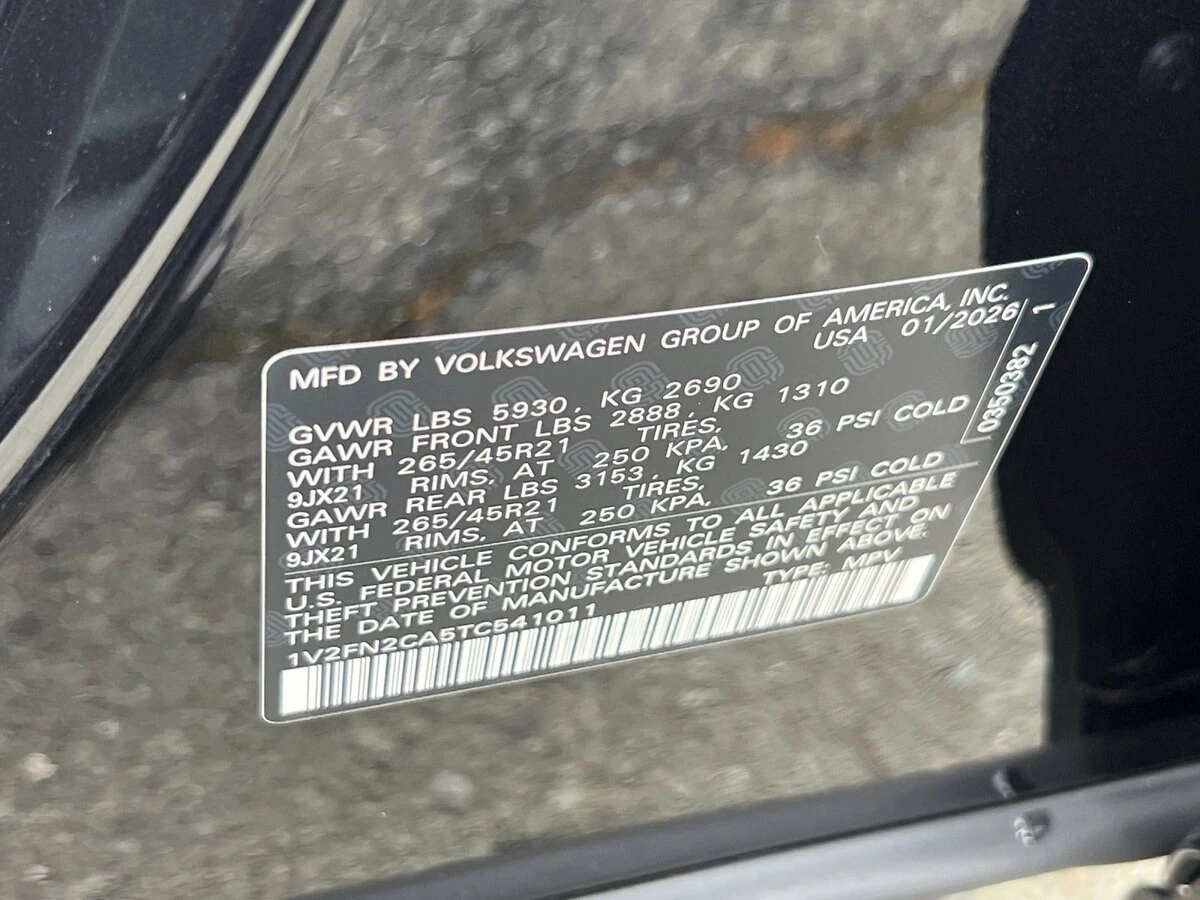 MFD BY VOLKSWAGEN GROUP OF AMERICA, INC.
USA 01/2026
GVWR LBS 5930, KG 2690
GAWR FRONT LBS 2888, KG 1310
WITH 265/45R21 TIRES,
9JX21 RIMS, AT 250 KPA, 36 PSI COLD
GAWR REAR LBS 3153, KG 1430
WITH 265/45R21 TIRES,
9JX21 RIMS, AT 250 KPA, 36 PSI COLD
THIS VEHICLE CONFORMS TO ALL APPLICABLE
U.S. FEDERAL MOTOR VEHICLE SAFETY AND
THEFT PREVENTION STANDARDS IN EFFECT ON
THE DATE OF MANUFACTURE SHOWN ABOVE.
1V2FN2CA5TC541011 TYPE: MPV
0350382 1